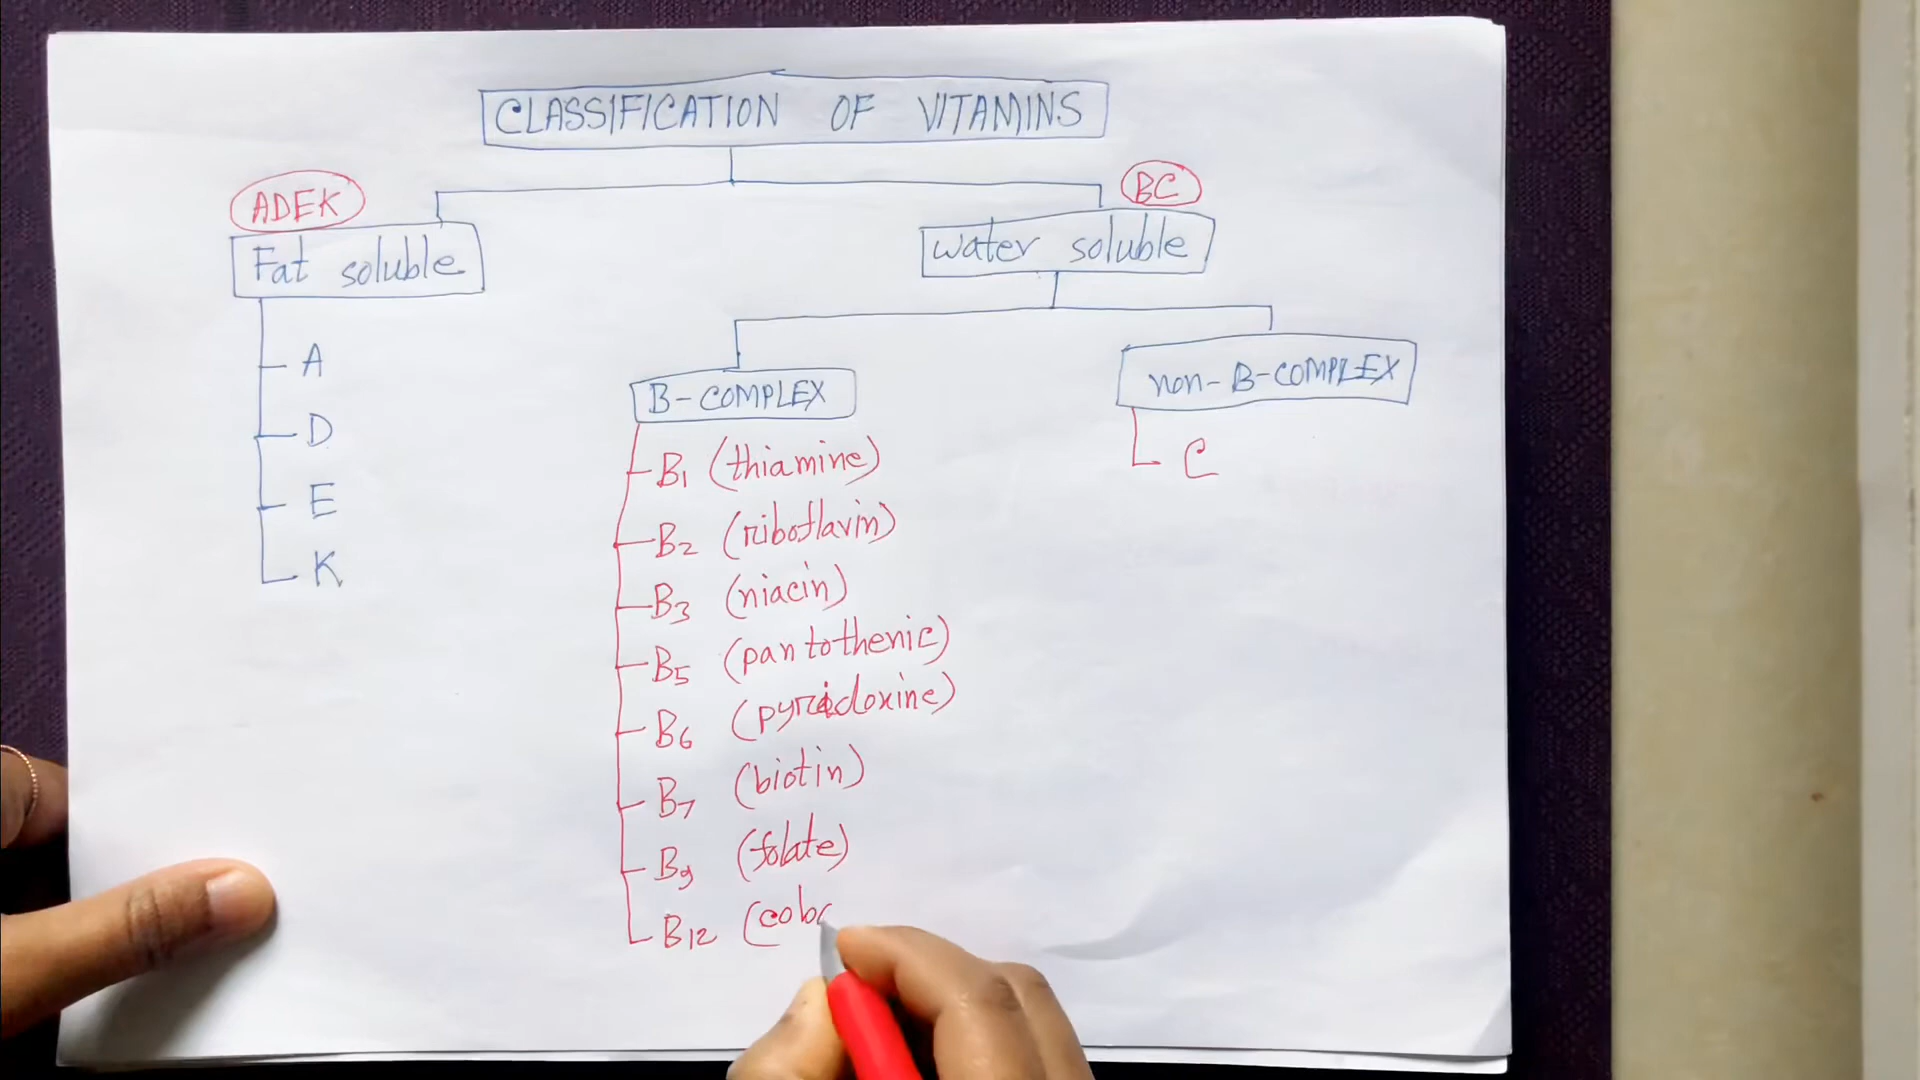 CLASSIFICATION OF VITAMINS
ADEK
BC
Fat soluble
water soluble
A
D
E
K
B-COMPLEX
non-B-COMPLEX
B1 (thiamine)
B2 (riboflavin)
B3 (niacin)
B5 (pantothenic)
B6 (pyridoxine)
B7 (biotin)
B9 (folate)
B12 (cob
C